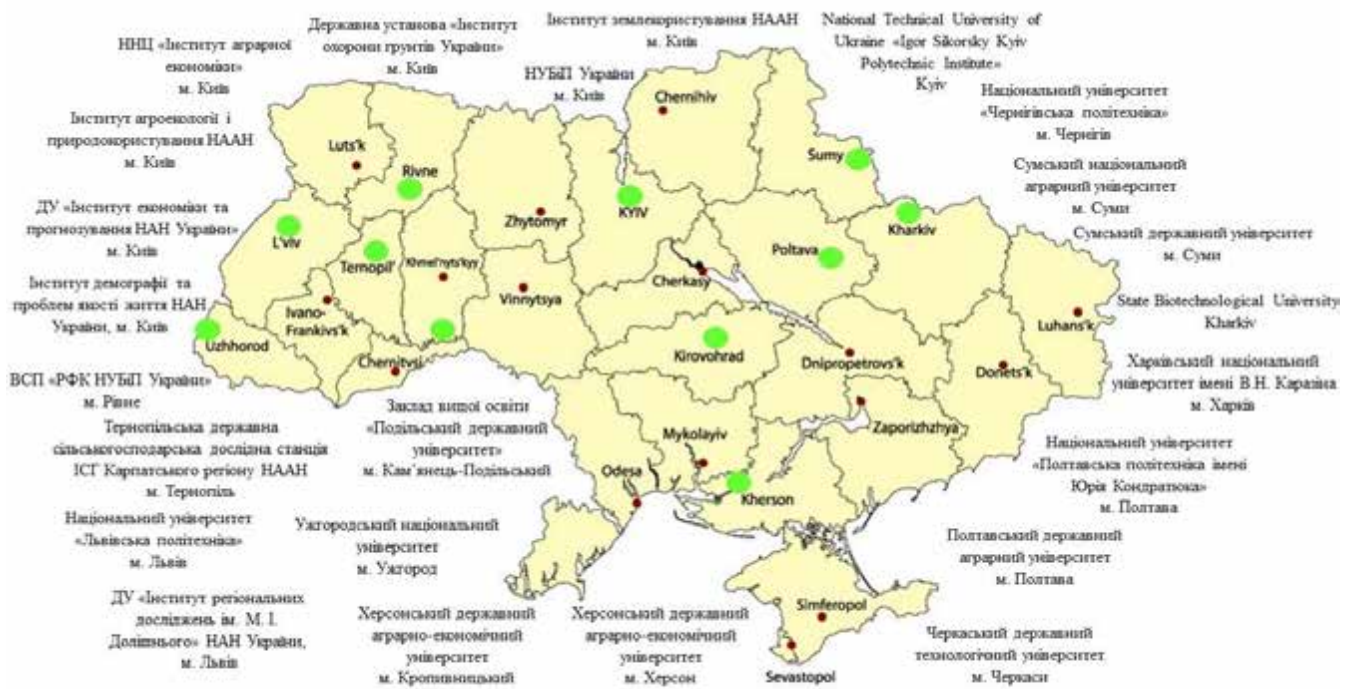 ННЦ «Інститут аграрної
економіки»
м. Київ
Державна установа «Інститут
охорони ґрунтів України»
м. Київ
Інститут землекористування НААН
м. Київ
НУБіП України
м. Київ
National Technical University of
Ukraine «Igor Sikorsky Kyiv
Polytechnic Institute»
Kyiv
Національний університет
«Чернігівська політехніка»
м. Чернігів
Інститут агроекології і
природокористування НААН
м. Київ
Сумський національний
аграрний університет
м. Суми
ДУ «Інститут економіки та
прогнозування НАН України»
м. Київ
Сумський державний університет
м. Суми
Інститут демографії та
проблем якості життя НАН
України, м. Київ
State Biotechological University
Kharkiv
ВСП «РФК НУБіП України»
м. Рівне
Харківський національний
університет імені В.Н. Каразіна
м. Харків
Тернопільська державна
сільськогосподарська дослідна станція
ІСГ Карпатського регіону НААН
м. Тернопіль
Заклад вищої освіти
«Подільський державний
університет»
м. Кам'янець-Подільський
Національний університет
«Полтавська політехніка імені
Юрія Кондратюка»
м. Полтава
Національний університет
«Львівська політехніка»
м. Львів
Ужгородський національний
університет
м. Ужгород
Полтавський державний
аграрний університет
м. Полтава
ДУ «Інститут регіональних
досліджень ім. М. І.
Долішнього» НАН України,
м. Львів
Херсонський державний
аграрно-економічний
університет
м. Кропивницький
Херсонський державний
аграрно-економічний
університет
м. Херсон
Черкаський державний
технологічний університет
м. Черкаси
Chernihiv
Luts'k
Rivne
Sumy
Zhytomyr
KYIV
L'viv
Ternopil'
Khmel'nyts'kyy
Poltava
Kharkiv
Cherkasy
Vinnytsya
Ivano-
Frankivs'k
Uzhhorod
Chernitvsi
Kirovohrad
Dnipropetrovs'k
Luhans'k
Donets'k
Zaporizhzhya
Mykolayiv
Odesa
Kherson
Simferopol
Sevastopol